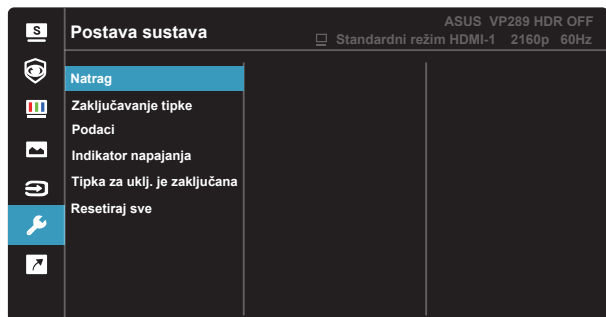 S
Postava sustava
ASUS VP289 HDR OFF
Standardni režim HDMI-1 2160p 60Hz
Natrag
Zaključavanje tipke
Podaci
Indikator napajanja
Tipka za uklj. je zaključana
Resetiraj sve